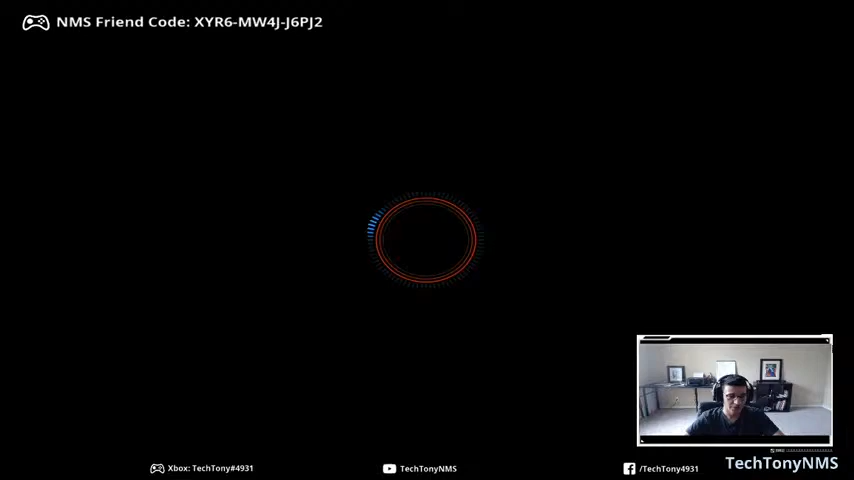 NMS Friend Code: XYR6-MW4J-J6PJ2
Xbox: TechTony#4931
TechTonyNMS
/TechTony4931
TechTonyNMS